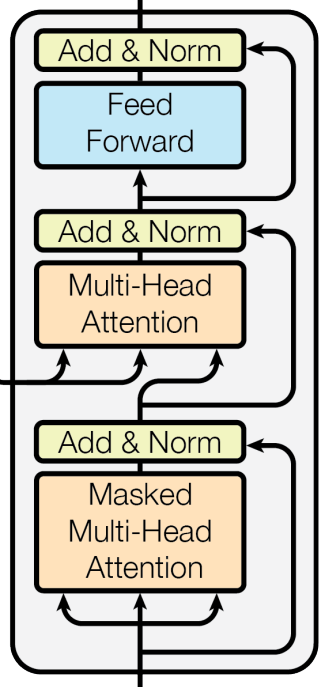 Add & Norm
Feed
Forward
Add & Norm
Multi-Head
Attention
Add & Norm
Masked
Multi-Head
Attention